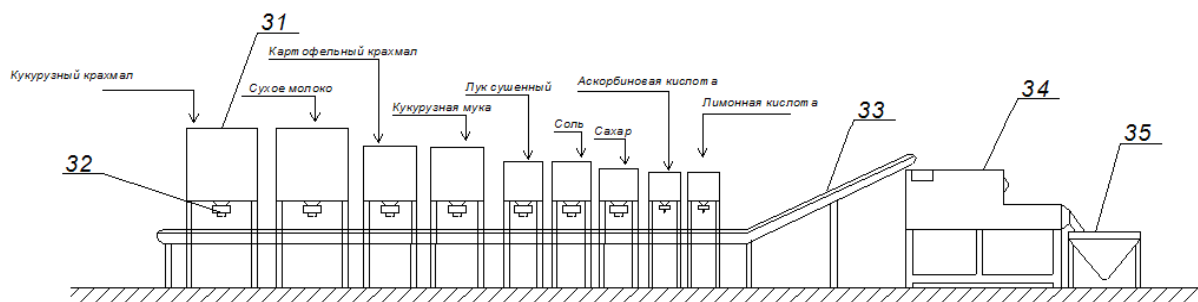 31
Картофельный крахмал
Кукурузный крахмал
Сухое молоко
Лук сушенный
Аскорбиновая кислота
Кукурузная мука
Соль
Сахар
Лимонная кислота
33
34
35
32